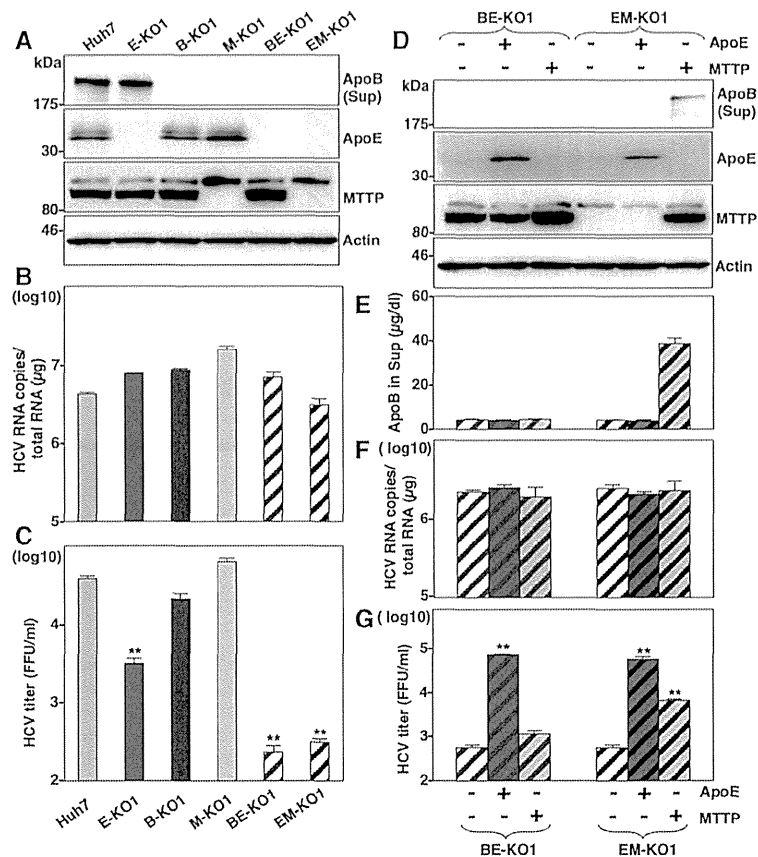 A
Huh7 E-KO1 B-KO1 M-KO1 BE-KO1 EM-KO1
kDa
175
ApoB
(Sup)
30
ApoE
80
MTTP
46
Actin
B
(log10)
HCV RNA copies/
total RNA (µg)
7
6
5
C
(log10)
HCV titer (FFU/ml)
4
3
2
**
**
**
Huh7 E-KO1 B-KO1 M-KO1 BE-KO1 EM-KO1
D
BE-KO1 EM-KO1
- + - - + - ApoE
- - + - - + MTTP
kDa
175
ApoB
(Sup)
30
ApoE
80
MTTP
46
Actin
E
ApoB in Sup (µg/dl)
60
40
20
0
F
(log10)
HCV RNA copies/
total RNA (µg)
6
5
G
(log10)
HCV titer (FFU/ml)
5
4
3
2
**
**
**
- + - - + - ApoE
- - + - - + MTTP
BE-KO1 EM-KO1